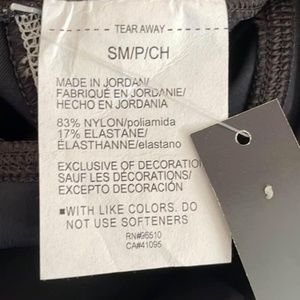 TEAR AWAY
SM/P/CH
MADE IN JORDAN/
FABRIQUÉ EN JORDANIE/
HECHO EN JORDANIA
83% NYLON/poliamida
17% ELASTANE/
ÉLASTHANNE/elastano
EXCLUSIVE OF DECORATION
SAUF LES DÉCORATIONS/
EXCEPTO DECORACIÓN
■WITH LIKE COLORS. DO
NOT USE SOFTENERS
RN#96510
CA#41095